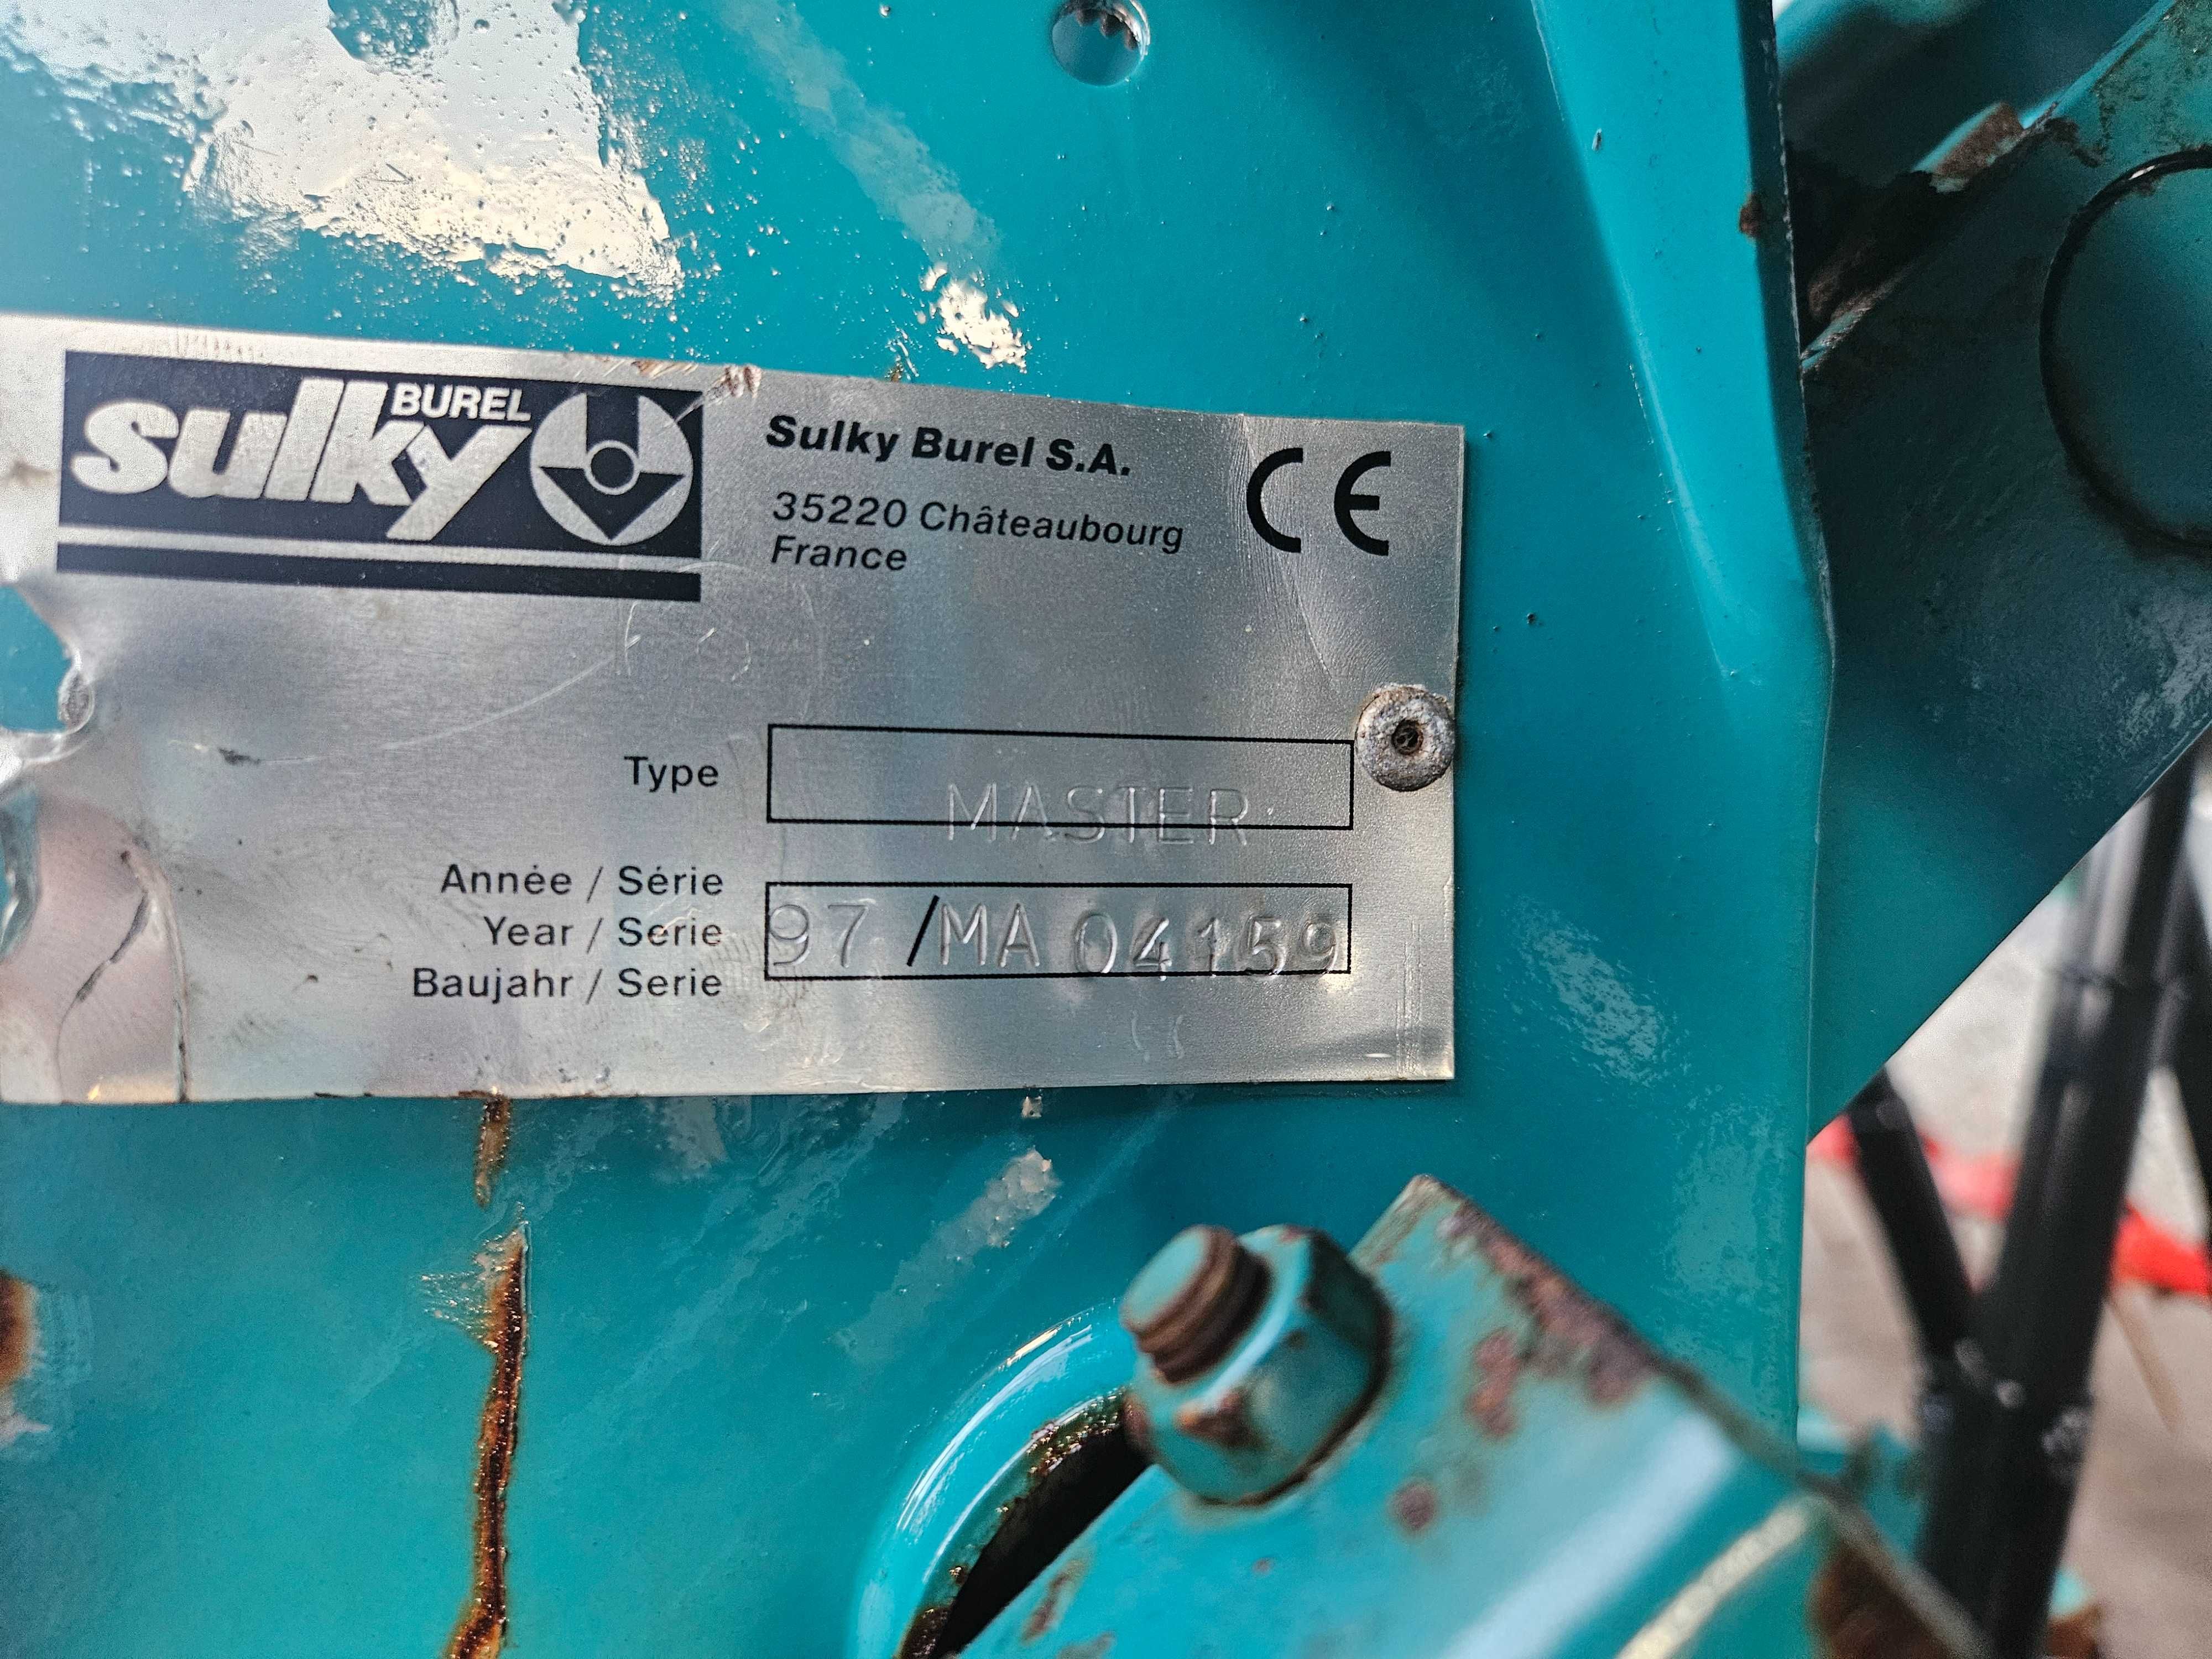 sulky BUREL
Sulky Burel S.A.
35220 Châteaubourg
France
CE
Type
MASTER
Année / Série
Year / Serie
Baujahr / Serie
97 / MA 04159